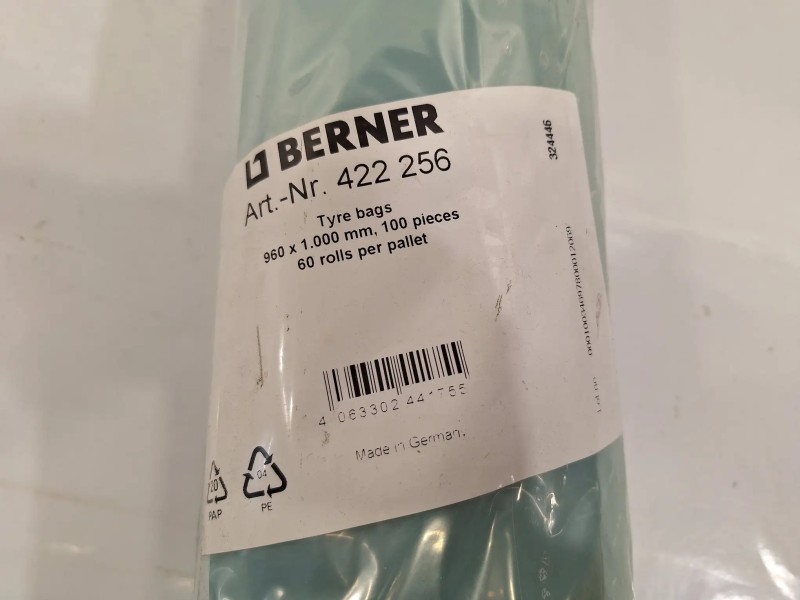 BERNER
Art.-Nr. 422 256
Tyre bags
960 x 1.000 mm, 100 pieces
60 rolls per pallet
4 063302 441755
Made in Germany
20
PAP
04
PE
324446